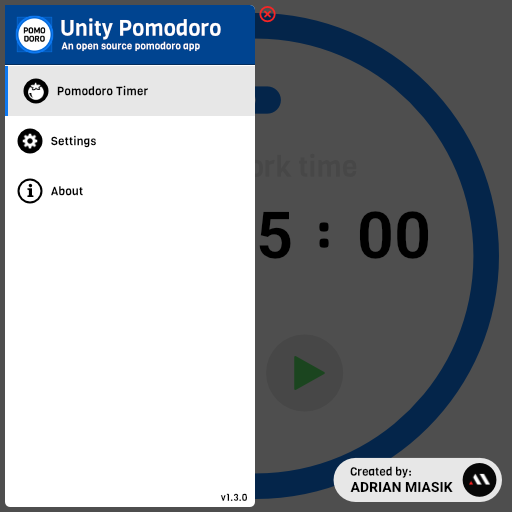 POMO
DORO
Unity Pomodoro
An open source pomodoro app
Pomodoro Timer
Settings
About
v1.3.0
time
5 : 00
Created by:
ADRIAN MIASIK